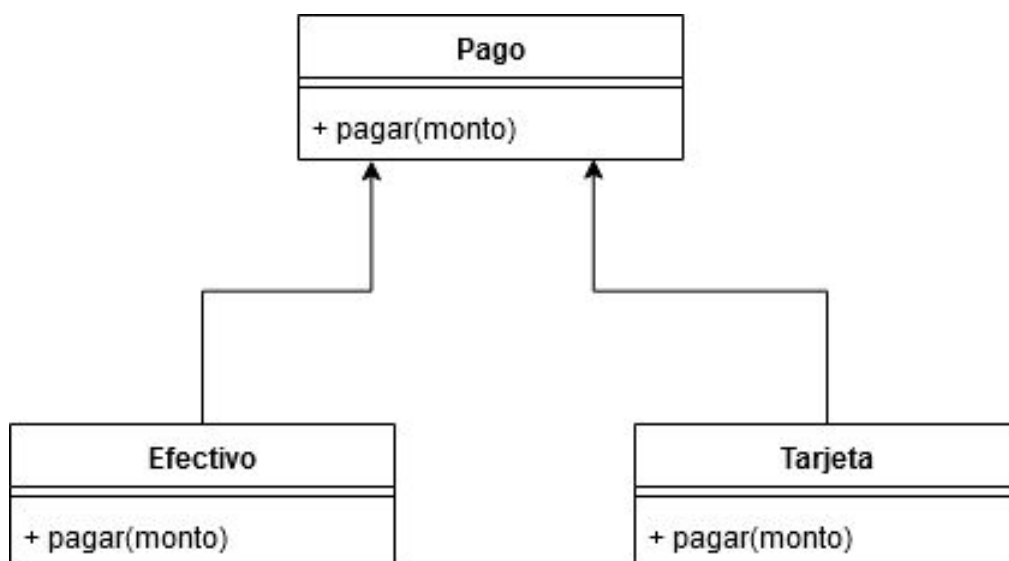 Pago
+ pagar(monto)
Efectivo
+ pagar(monto)
Tarjeta
+ pagar(monto)